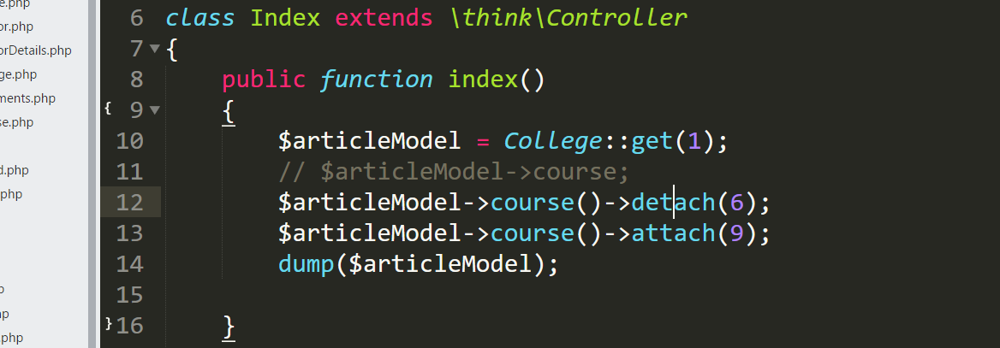 e.php
or.php
orDetails.php
ge.php
ments.php
se.php
d.php
php
p
hp
.php
6 class Index extends \think\Controller
7 {
8 public function index()
{ 9 {
10 $articleModel = College::get(1);
11 // $articleModel->course;
12 $articleModel->course()->detach(6);
13 $articleModel->course()->attach(9);
14 dump($articleModel);
15
}16 }